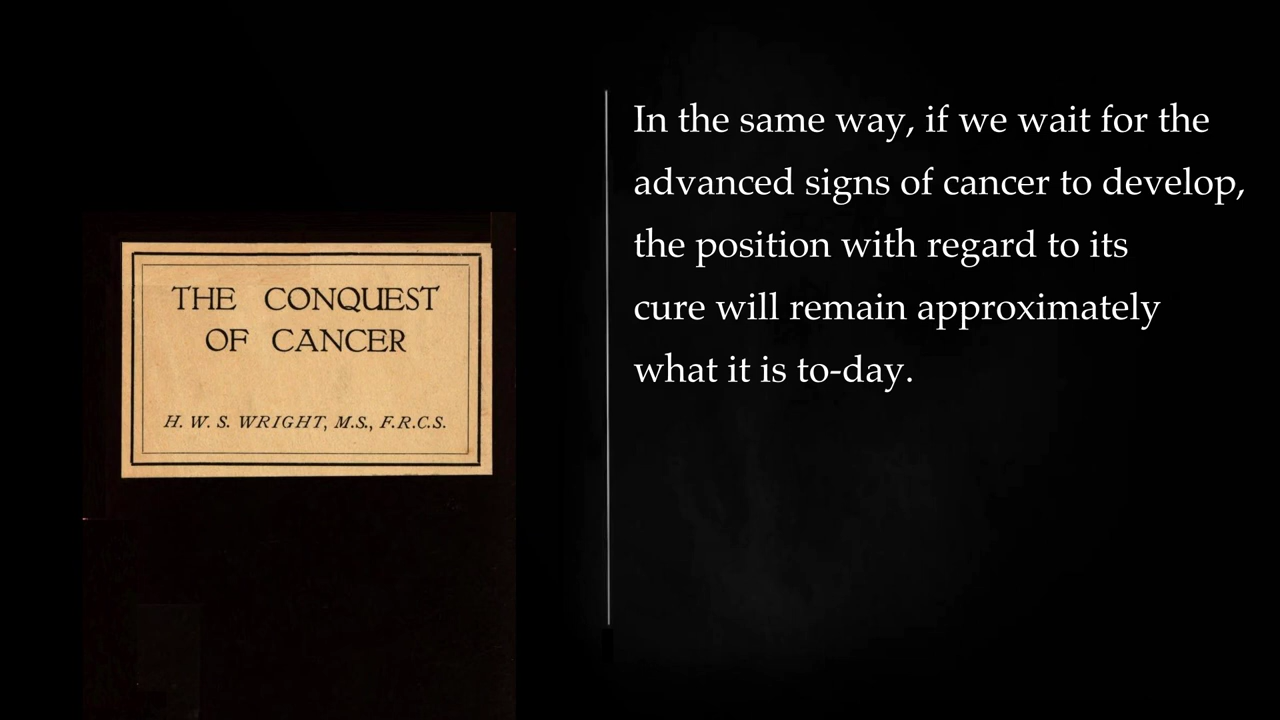 THE CONQUEST
OF CANCER
H. W. S. WRIGHT, M.S., F.R.C.S.
In the same way, if we wait for the
advanced signs of cancer to develop,
the position with regard to its
cure will remain approximately
what it is to-day.